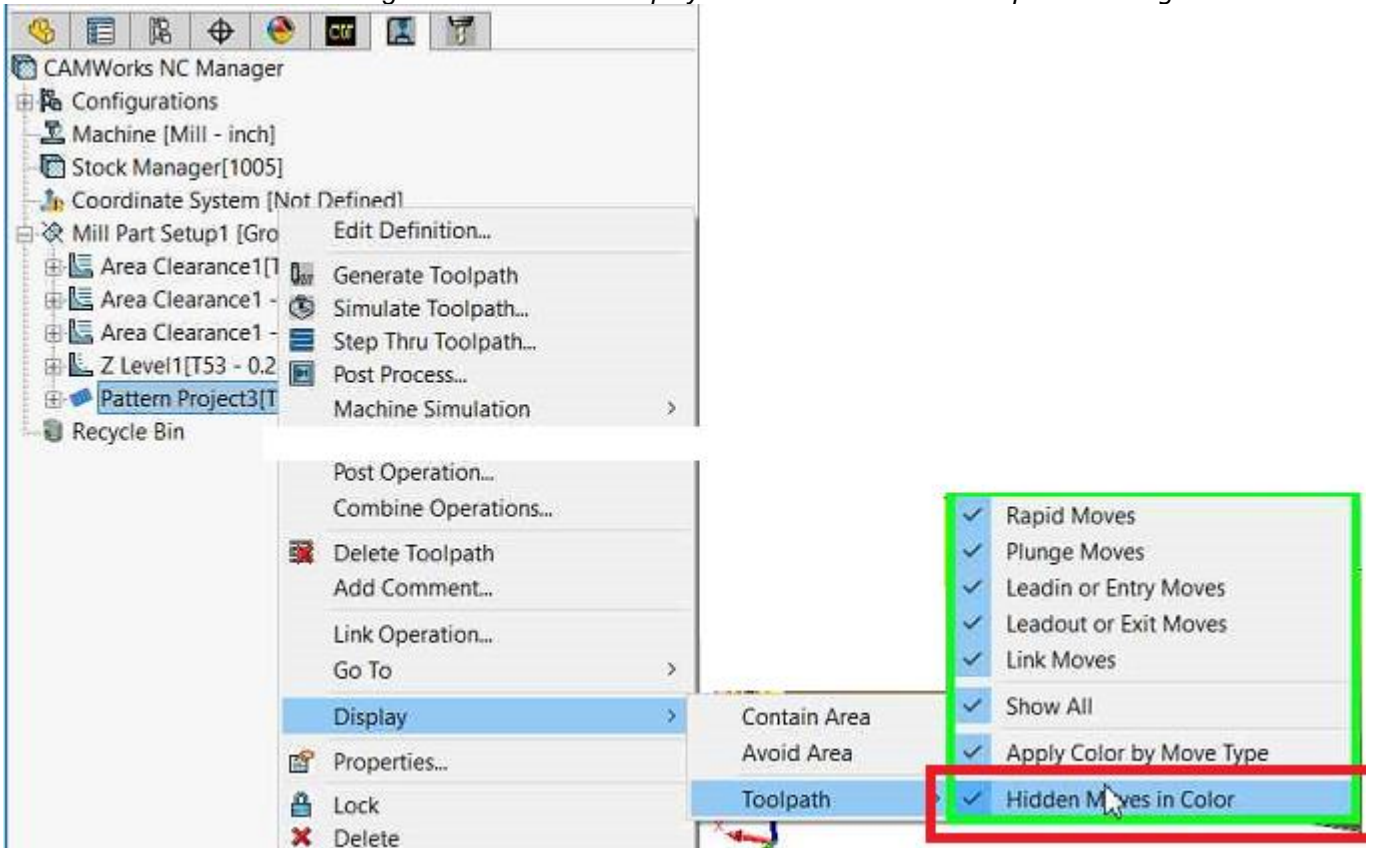 CW
CAMWorks NC Manager
Configurations
Machine [Mill - inch]
Stock Manager[1005]
Coordinate System [Not Defined]
Mill Part Setup1 [Gro
Area Clearance1[T
Area Clearance1 -
Area Clearance1 -
Z Level1[T53 - 0.2
Pattern Project3[T
Recycle Bin
Edit Definition...
Generate Toolpath
Simulate Toolpath...
Step Thru Toolpath...
Post Process...
Machine Simulation
Post Operation...
Combine Operations...
Delete Toolpath
Add Comment...
Link Operation...
Go To
Display
Properties...
Lock
Delete
Contain Area
Avoid Area
Toolpath
Rapid Moves
Plunge Moves
Leadin or Entry Moves
Leadout or Exit Moves
Link Moves
Show All
Apply Color by Move Type
Hidden Moves in Color